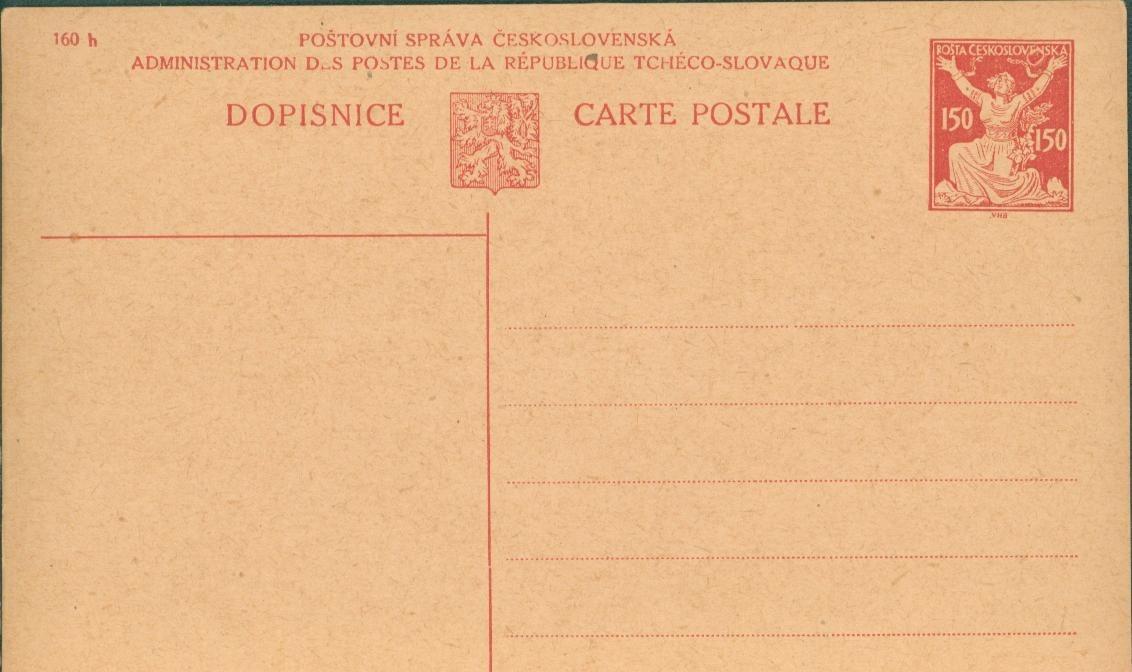 160 h
POŠTOVNÍ SPRÁVA ČESKOSLOVENSKÁ
ADMINISTRATION DES POSTES DE LA RÉPUBLIQUE TCHÉCO-SLOVAQUE
DOPISNICE
CARTE POSTALE
POŠTA ČESKOSLOVENSKÁ
150
150
VHB